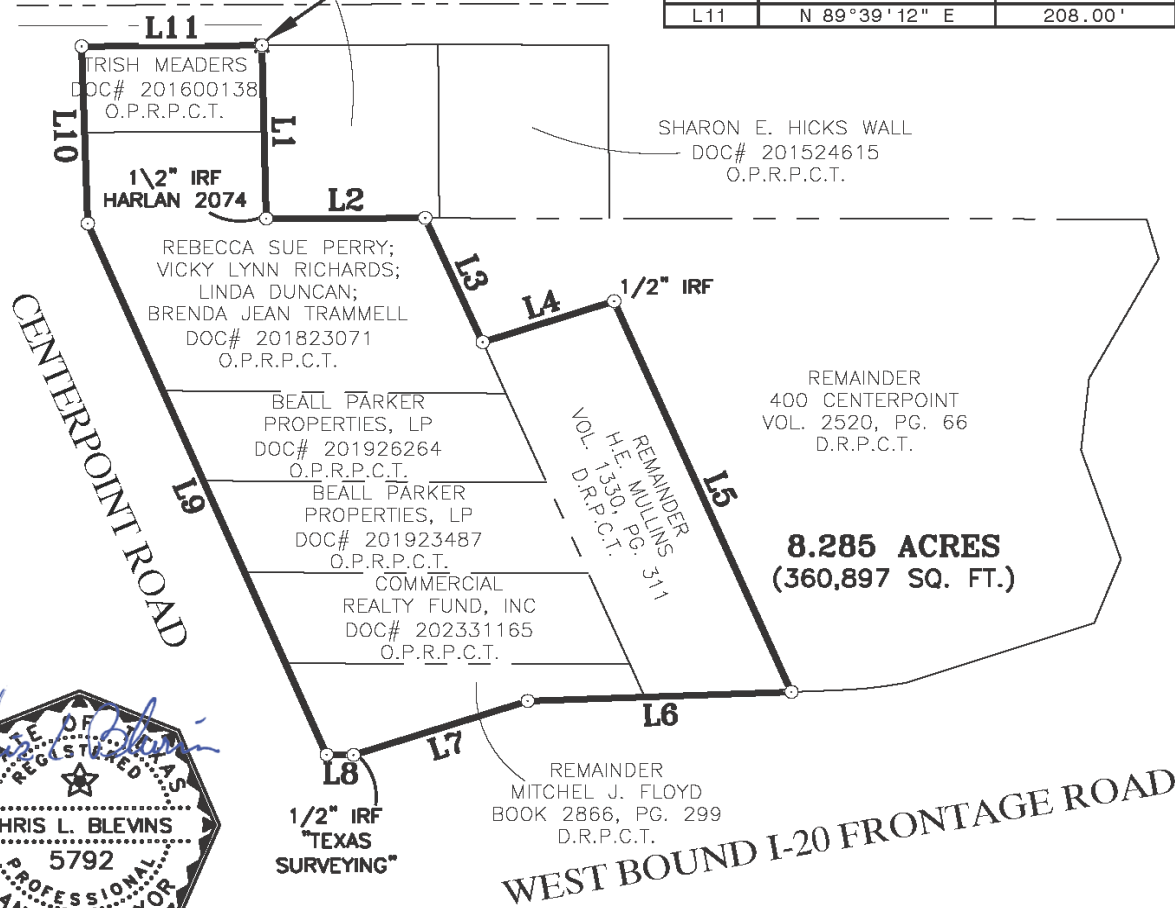 L11 N 89°39'12" E 208.00'
L11
TRISH MEADERS
DOC# 201600138
O.P.R.P.C.T.
L10
L1
SHARON E. HICKS WALL
DOC# 201524615
O.P.R.P.C.T.
1\2" IRF
HARLAN 2074
L2
REBECCA SUE PERRY;
VICKY LYNN RICHARDS;
LINDA DUNCAN;
BRENDA JEAN TRAMMELL
DOC# 201823071
O.P.R.P.C.T.
L3
L4
1/2" IRF
CENTERPOINT ROAD
REMAINDER
400 CENTERPOINT
VOL. 2520, PG. 66
D.R.P.C.T.
BEALL PARKER
PROPERTIES, LP
DOC# 201926264
O.P.R.P.C.T.
REMAINDER
H.E. MULLINS
VOL. 1330, PG. 311
D.R.P.C.T.
L5
L9
BEALL PARKER
PROPERTIES, LP
DOC# 201923487
O.P.R.P.C.T.
8.285 ACRES
(360,897 SQ. FT.)
COMMERCIAL
REALTY FUND, INC
DOC# 202331165
O.P.R.P.C.T.
L6
L7
L8
1/2" IRF
"TEXAS
SURVEYING"
REMAINDER
MITCHEL J. FLOYD
BOOK 2866, PG. 299
D.R.P.C.T.
WEST BOUND I-20 FRONTAGE ROAD
OF TEXAS
REGISTERED
HRIS L. BLEVINS
5792
PROFESSIONAL